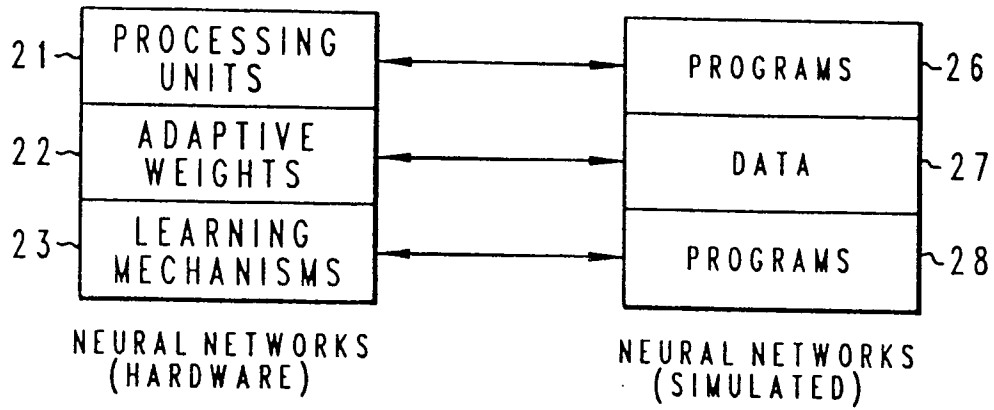 21
PROCESSING
UNITS
PROGRAMS
26
22
ADAPTIVE
WEIGHTS
DATA
27
23
LEARNING
MECHANISMS
PROGRAMS
28
NEURAL NETWORKS
(HARDWARE)
NEURAL NETWORKS
(SIMULATED)